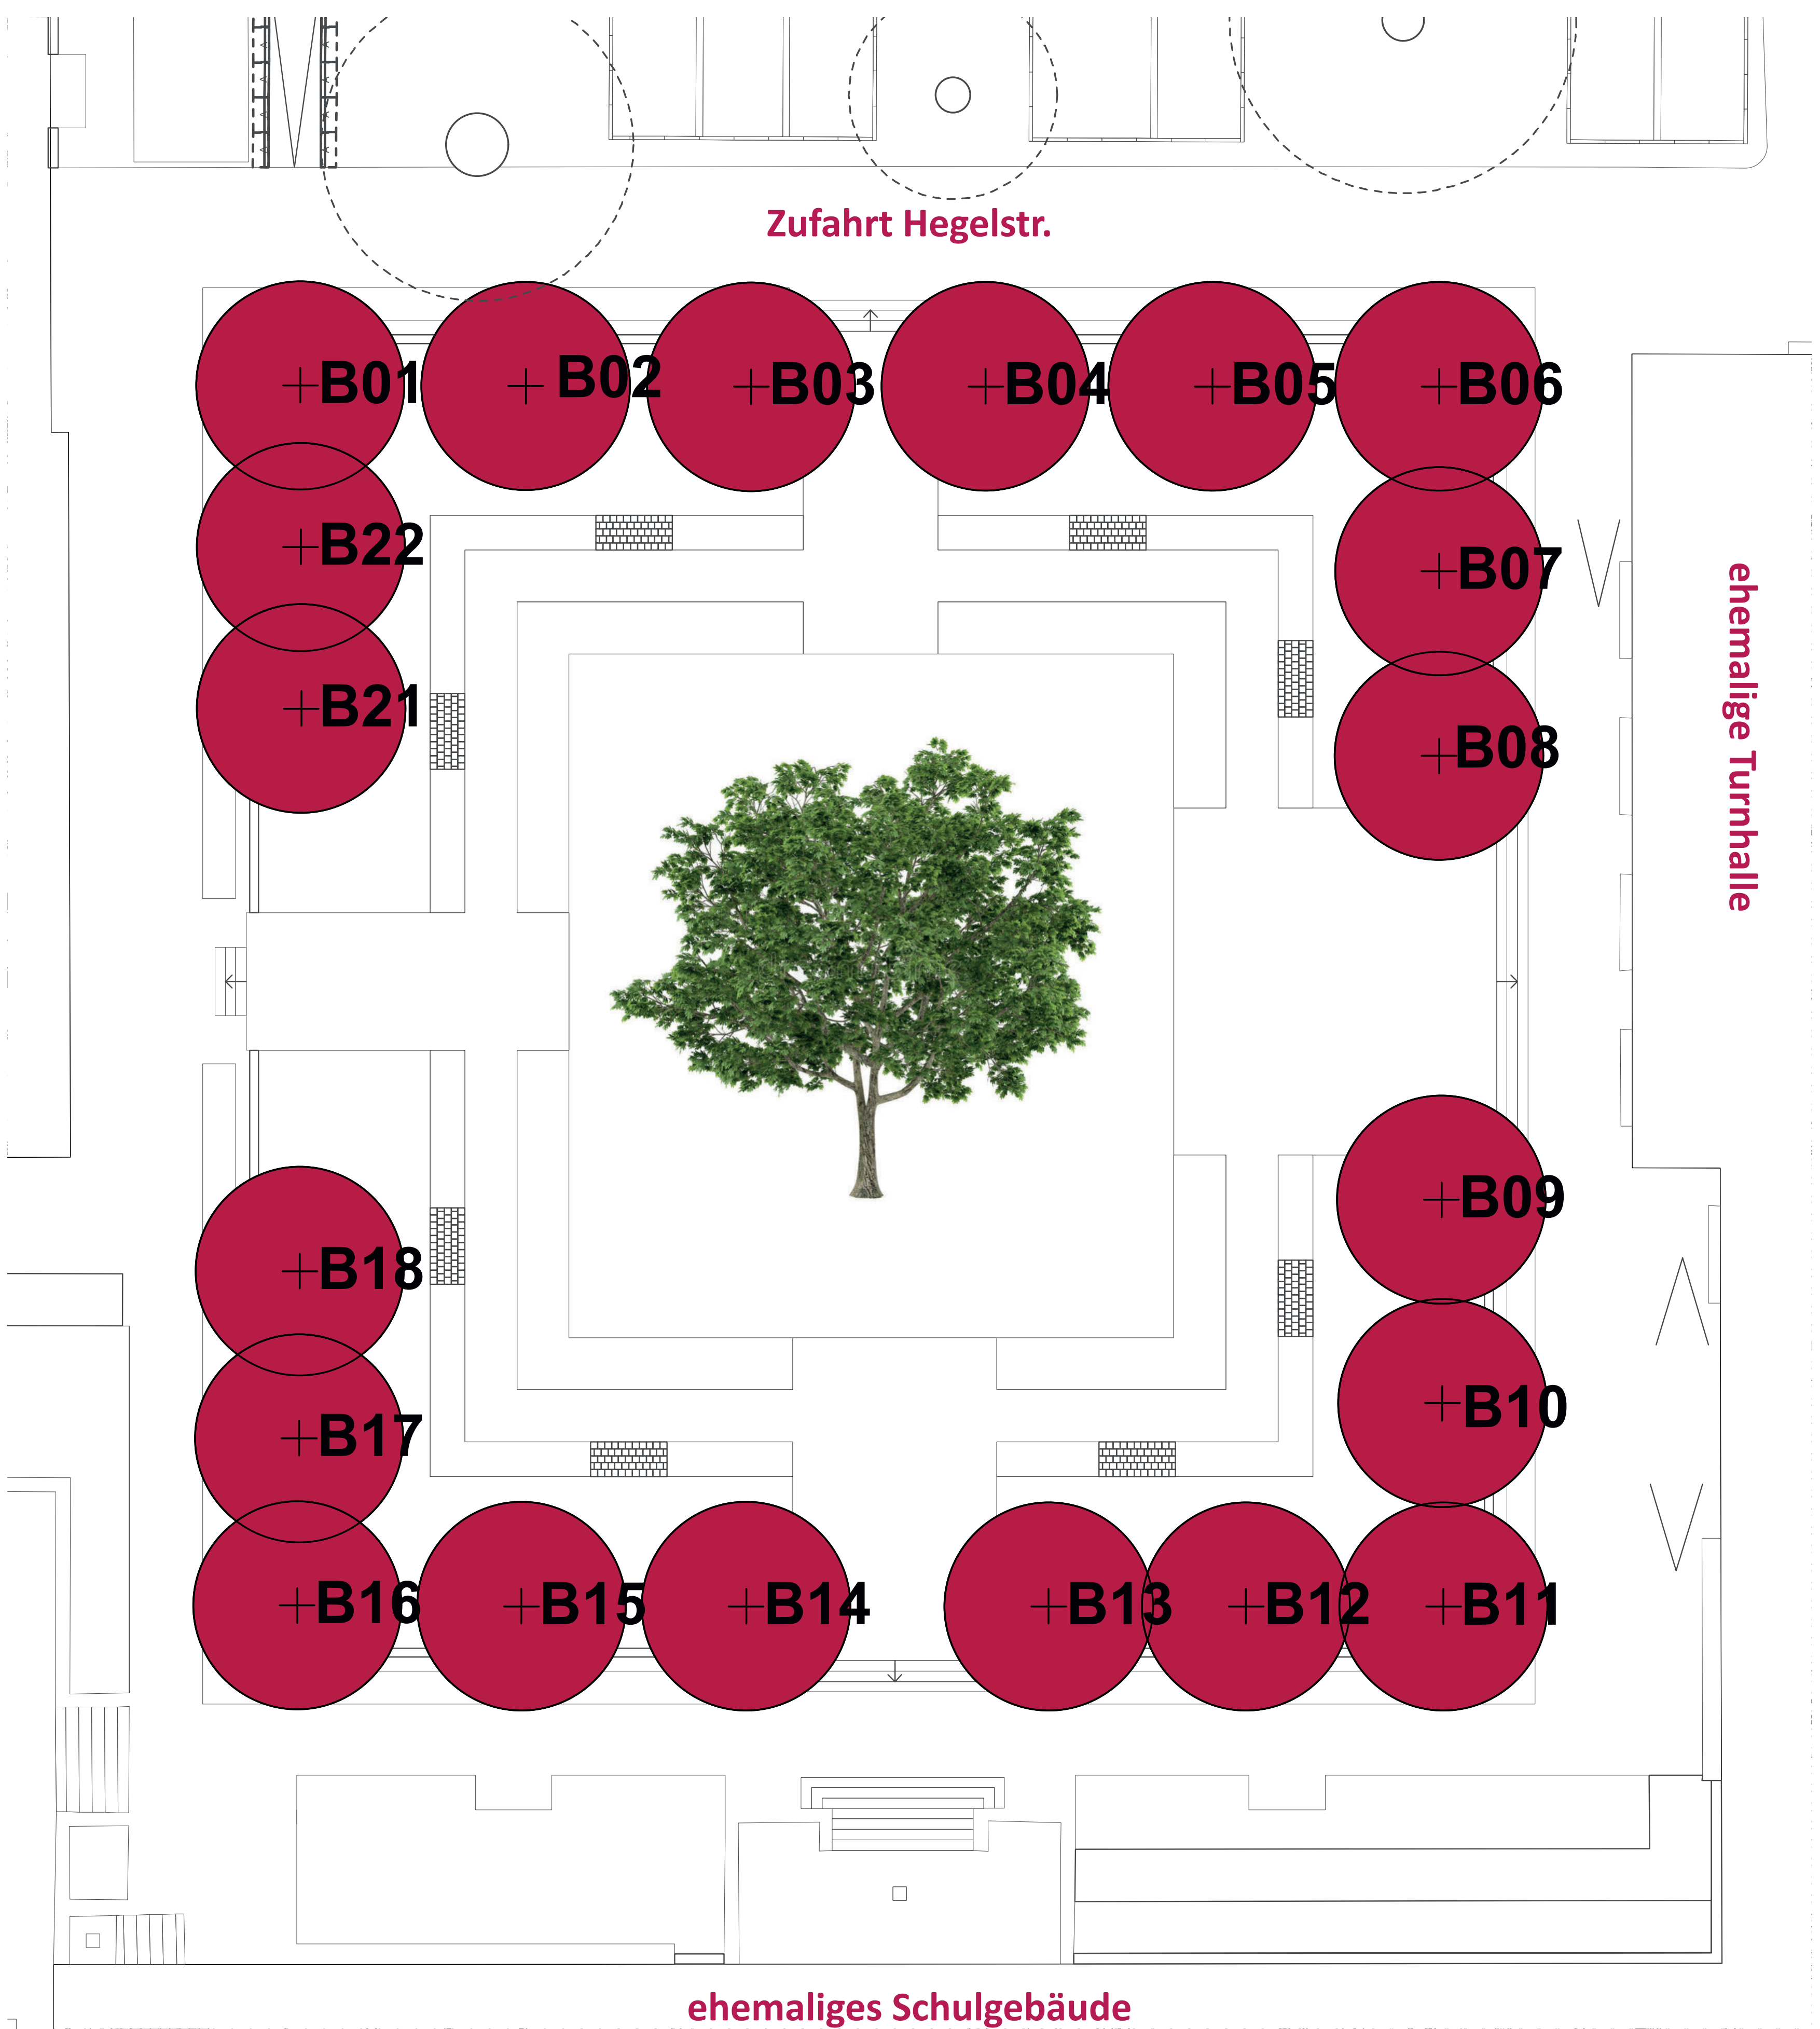 Zufahrt Hegelstr.
B01 B02 B03 B04 B05 B06
B22 B07
B21 B08
ehemalige Turnhalle
B18 B09
B17 B10
B16 B15 B14 B13 B12 B11
ehemaliges Schulgebäude